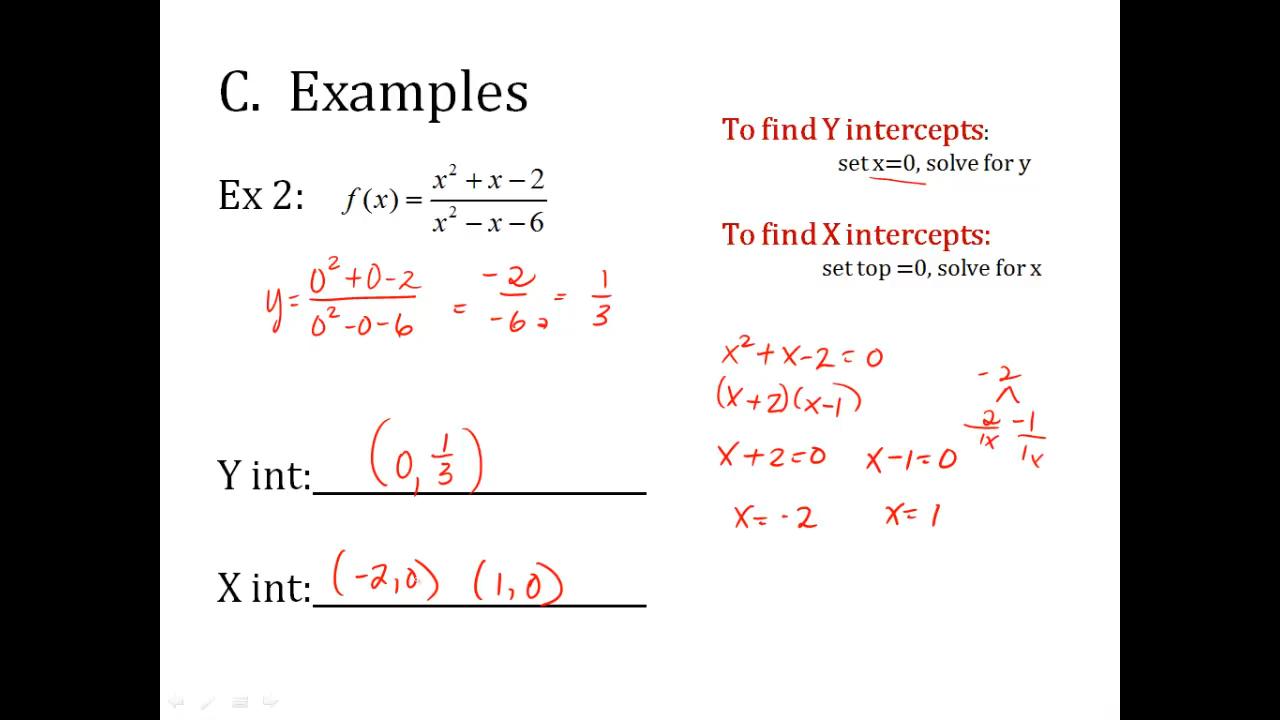 C. Examples
Ex 2: f(x) = (x² + x − 2)/(x² − x − 6)
y = (0² + 0 - 2)/(0² - 0 - 6) = -2/-6 = 1/3
Y int: (0, 1/3)
X int: (-2, 0) (1, 0)
To find Y intercepts:
set x=0, solve for y
To find X intercepts:
set top =0, solve for x
x² + x - 2 = 0
(x + 2)(x - 1)
-2
2/1x -1/1x
x + 2 = 0 x - 1 = 0
x = -2 x = 1